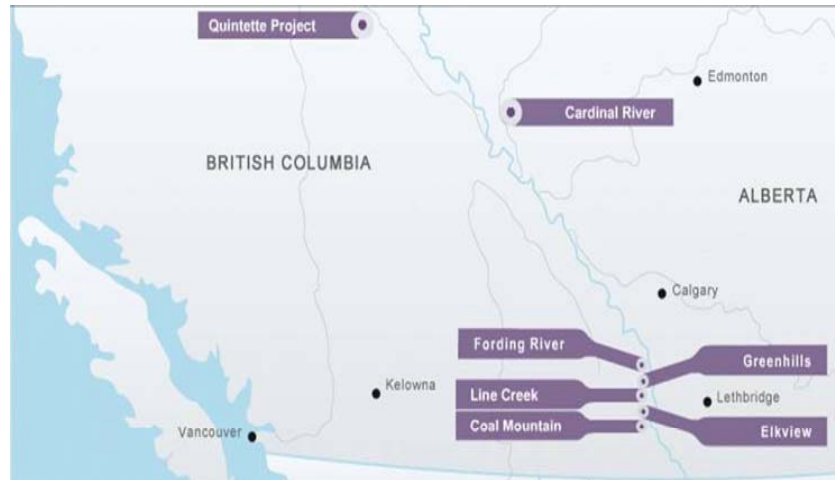 Quintette Project
Edmonton
Cardinal River
BRITISH COLUMBIA
ALBERTA
Calgary
Fording River
Greenhills
Kelowna
Line Creek
Lethbridge
Coal Mountain
Vancouver
Elkview